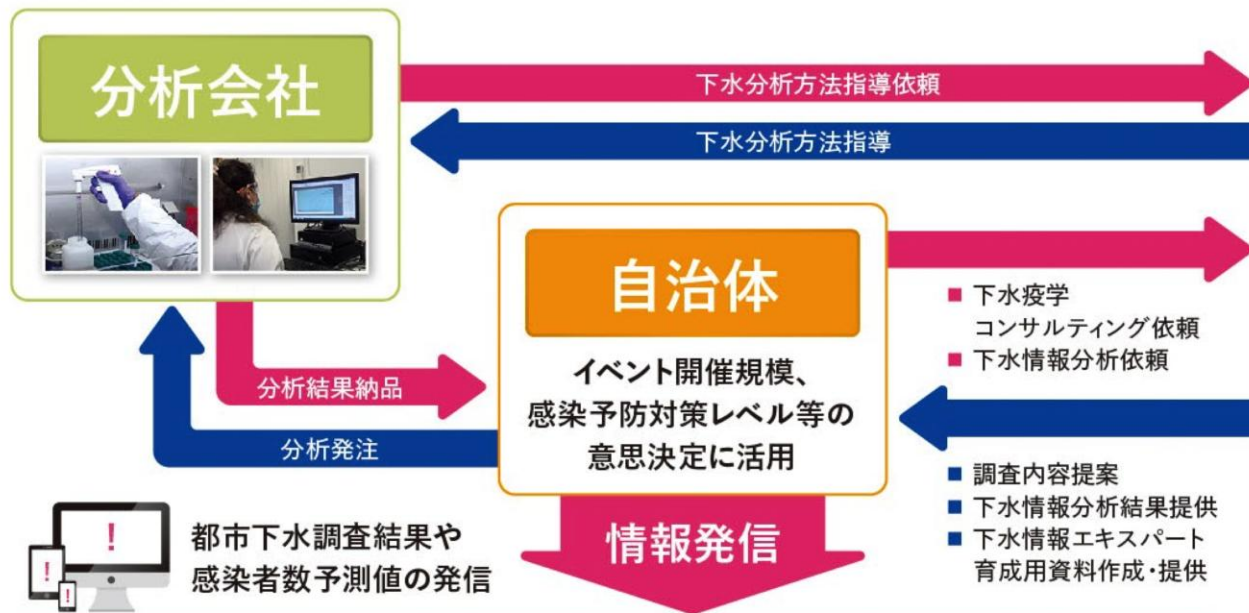 分析会社
下水分析方法指導依頼
下水分析方法指導
自治体
イベント開催規模、
感染予防対策レベル等の
意思決定に活用
■ 下水疫学
コンサルティング依頼
■ 下水情報分析依頼
分析結果納品
分析発注
■ 調査内容提案
■ 下水情報分析結果提供
■ 下水情報エキスパート
育成用資料作成・提供
情報発信
!
!
!
都市下水調査結果や
感染者数予測値の発信